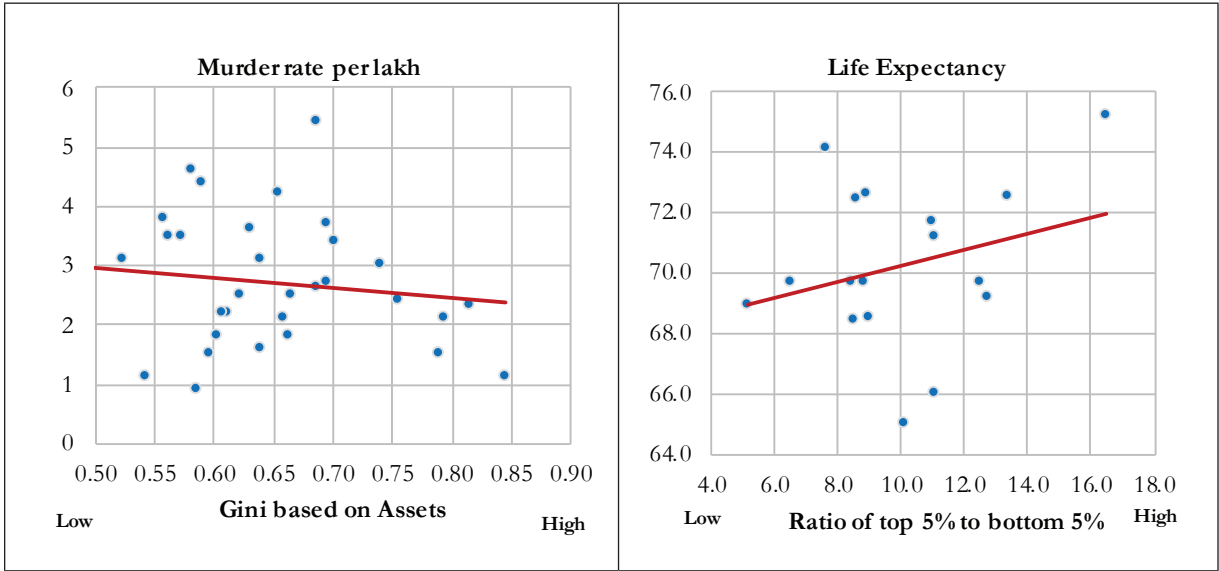 Murder rate per lakh
6
5
4
3
2
1
0
0.50 0.55 0.60 0.65 0.70 0.75 0.80 0.85 0.90
Low Gini based on Assets High
Life Expectancy
76.0
74.0
72.0
70.0
68.0
66.0
64.0
4.0 6.0 8.0 10.0 12.0 14.0 16.0 18.0
Low Ratio of top 5% to bottom 5% High